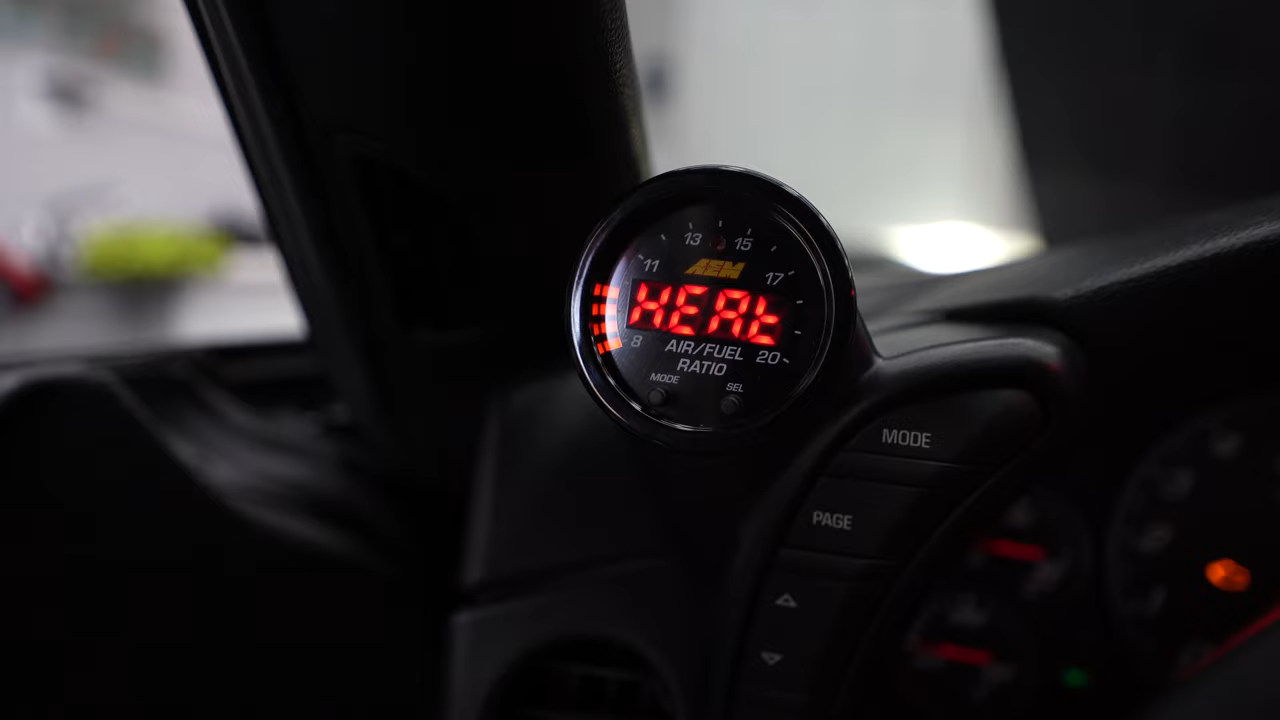 11 13 15 17
AEM
HEAt
8 20
AIR/FUEL
RATIO
MODE SEL
MODE
PAGE